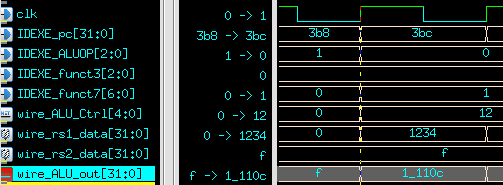 clk 0 -> 1
IDEXE_pc[31:0] 3b8 -> 3bc 3b8 3bc
IDEXE_ALUOP[2:0] 1 -> 0 1 0
IDEXE_funct3[2:0] 0 0
IDEXE_funct7[6:0] 0 -> 1 0 1
wire_ALU_Ctrl[4:0] 0 -> 12 0 12
wire_rs1_data[31:0] 0 -> 1234 0 1234
wire_rs2_data[31:0] f f
wire_ALU_out[31:0] f -> 1_110c f 1_110c